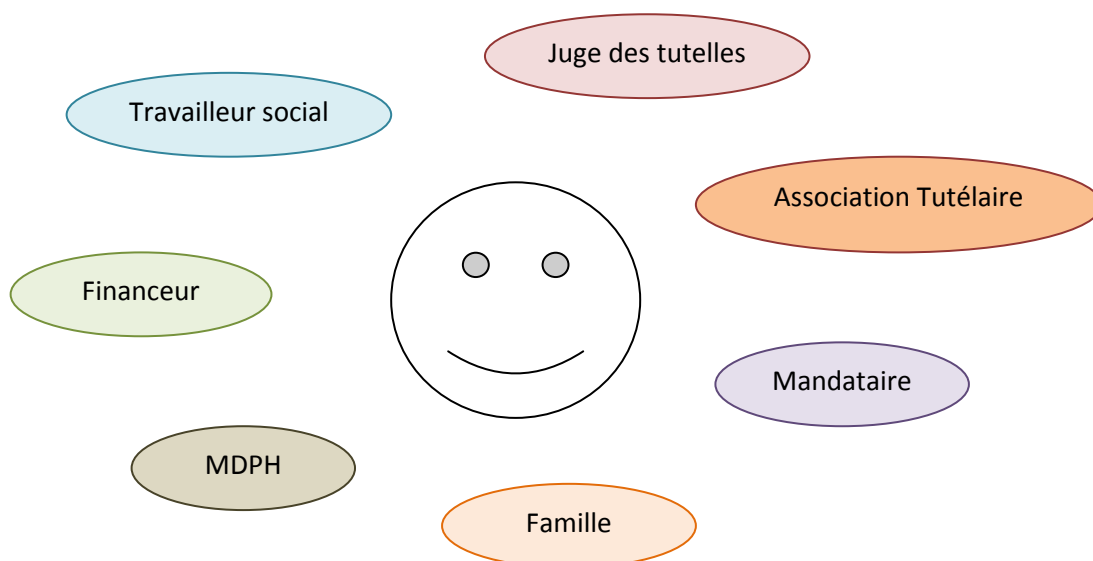 Juge des tutelles
Travailleur social
Association Tutélaire
Financeur
Mandataire
MDPH
Famille